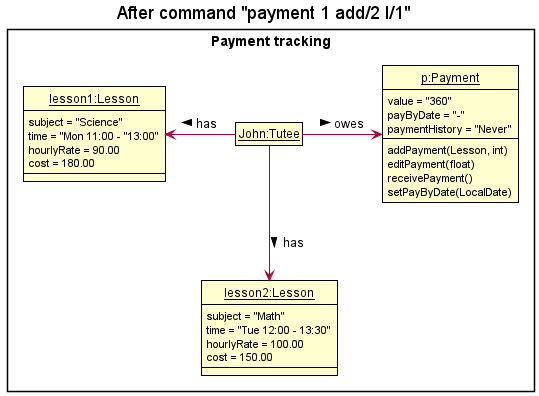 After command "payment 1 add/2 l/1"
Payment tracking
lesson1:Lesson
subject = "Science"
time = "Mon 11:00 - "13:00"
hourlyRate = 90.00
cost = 180.00
has
John:Tutee
owes
p:Payment
value = "360"
payByDate = "-"
paymentHistory = "Never"
addPayment(Lesson, int)
editPayment(float)
receivePayment()
setPayByDate(LocalDate)
has
lesson2:Lesson
subject = "Math"
time = "Tue 12:00 - 13:30"
hourlyRate = 100.00
cost = 150.00